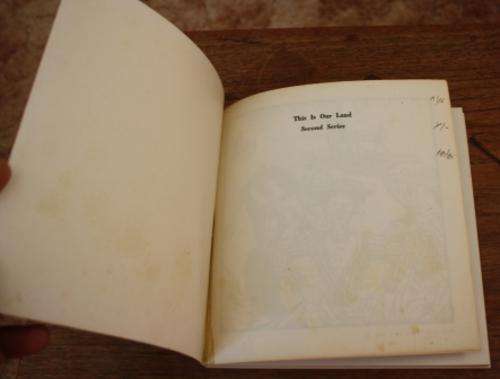 This Is Our Land
Second Series